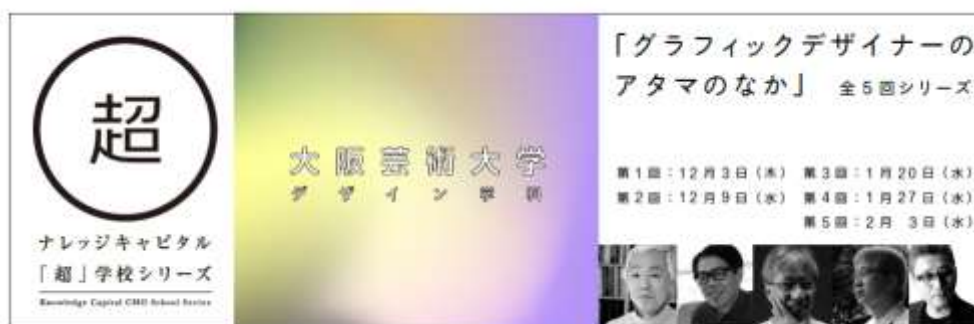 超
ナレッジキャピタル
「超」学校シリーズ
Knowledge Capital CHO School Series
大阪芸術大学
デザイン学科
「グラフィックデザイナーの
アタマのなか」 全5回シリーズ
第1回：12月3日（木） 第3回：1月20日（水）
第2回：12月9日（水） 第4回：1月27日（水）
第5回：2月 3日（水）